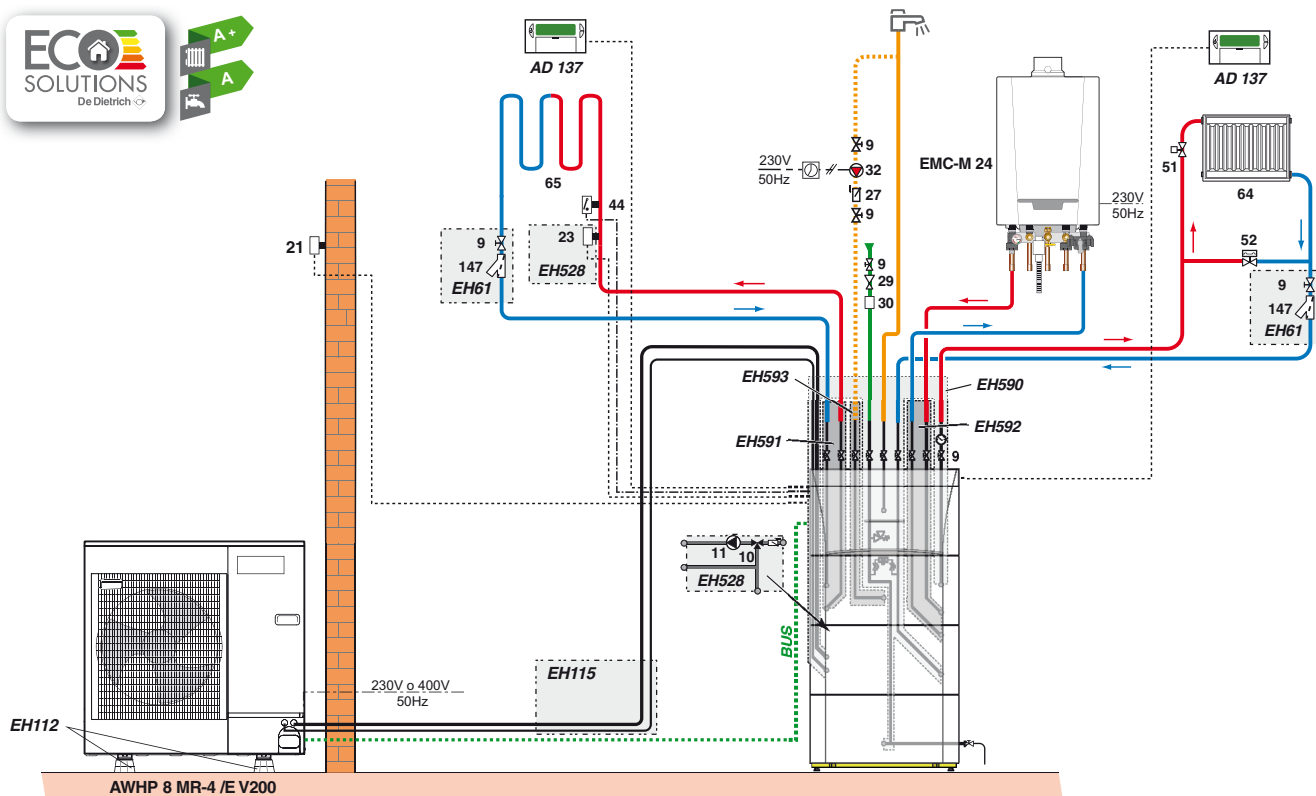 ECO
SOLUTIONS
De Dietrich
A+
A
AD 137
AD 137
9
32
27
9
230V
50Hz
EMC-M 24
230V
50Hz
51
64
65
44
21
9
147
EH61
23
EH528
9
29
30
52
9
147
EH61
EH593
EH590
EH591
EH592
9
11
10
EH528
BUS
EH115
230V o 400V
50Hz
EH112
AWHP 8 MR-4 /E V200